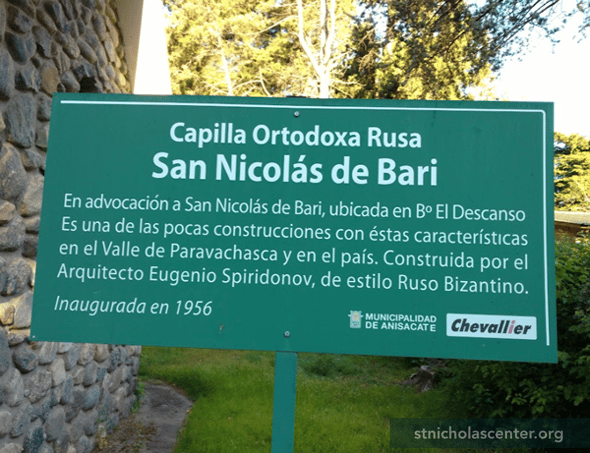 Capilla Ortodoxa Rusa
San Nicolás de Bari
En advocación a San Nicolás de Bari, ubicada en Bº El Descanso
Es una de las pocas construcciones con éstas características
en el Valle de Paravachasca y en el país. Construida por el
Arquitecto Eugenio Spiridonov, de estilo Ruso Bizantino.
Inaugurada en 1956
MUNICIPALIDAD
DE ANISACATE
Chevallier
stnicholascenter.org